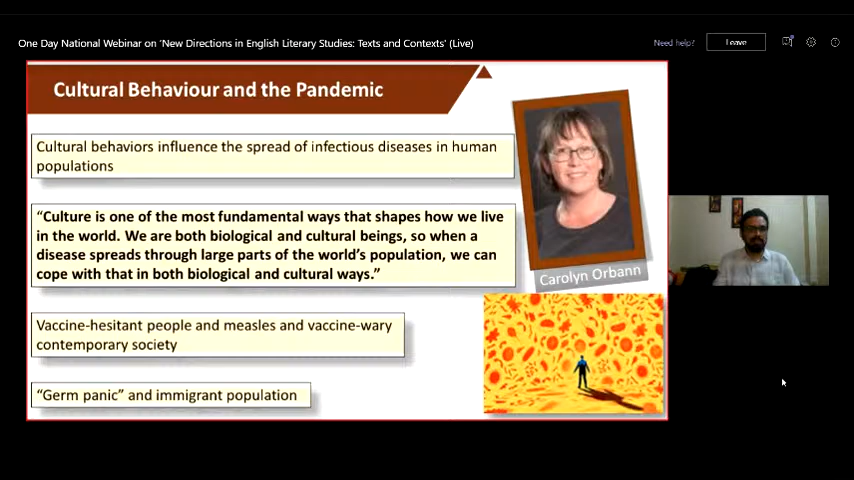 One Day National Webinar on 'New Directions in English Literary Studies: Texts and Contexts' (Live)
Need help?
Leave
Cultural Behaviour and the Pandemic
Cultural behaviors influence the spread of infectious diseases in human
populations
“Culture is one of the most fundamental ways that shapes how we live
in the world. We are both biological and cultural beings, so when a
disease spreads through large parts of the world’s population, we can
cope with that in both biological and cultural ways.”
Carolyn Orbann
Vaccine-hesitant people and measles and vaccine-wary
contemporary society
“Germ panic” and immigrant population